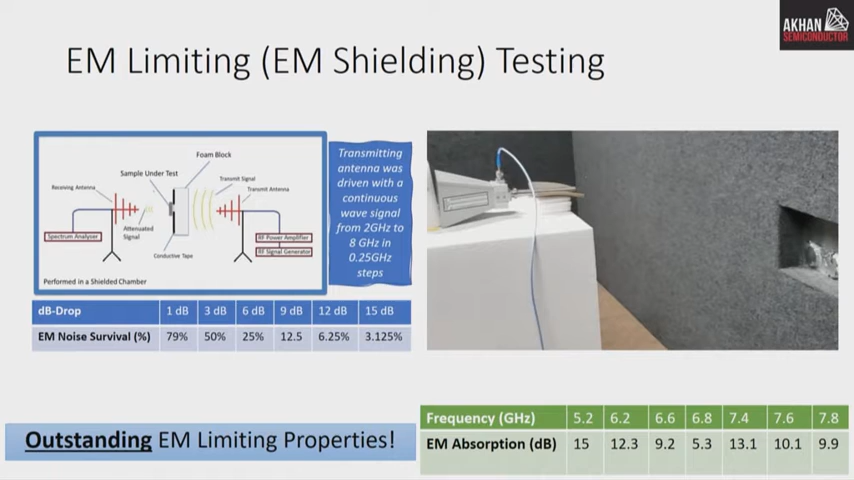 AKHAN
SEMICONDUCTOR
EM Limiting (EM Shielding) Testing
Foam Block
Sample Under Test
Transmit Signal
Receiving Antenna
Transmit Antenna
Attenuated
Signal
Spectrum Analyser
RF Power Amplifier
RF Signal Generator
Conductive Tape
Performed in a Shielded Chamber
Transmitting
antenna was
driven with a
continuous
wave signal
from 2GHz to
8 GHz in
0.25GHz
steps
dB-Drop 1 dB 3 dB 6 dB 9 dB 12 dB 15 dB
EM Noise Survival (%) 79% 50% 25% 12.5 6.25% 3.125%
Outstanding EM Limiting Properties!
Frequency (GHz) 5.2 6.2 6.6 6.8 7.4 7.6 7.8
EM Absorption (dB) 15 12.3 9.2 5.3 13.1 10.1 9.9